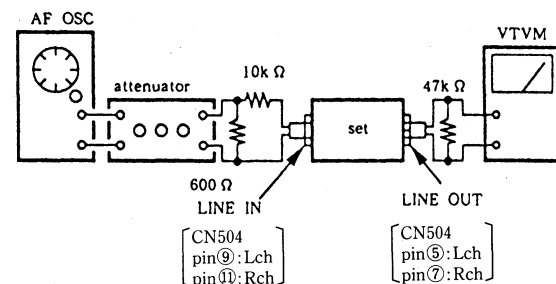 AF OSC
VTVM
attenuator
10k Ω
47k Ω
set
600 Ω
LINE IN
LINE OUT
CN504
pin⑨: Lch
pin⑪: Rch
CN504
pin⑤: Lch
pin⑦: Rch